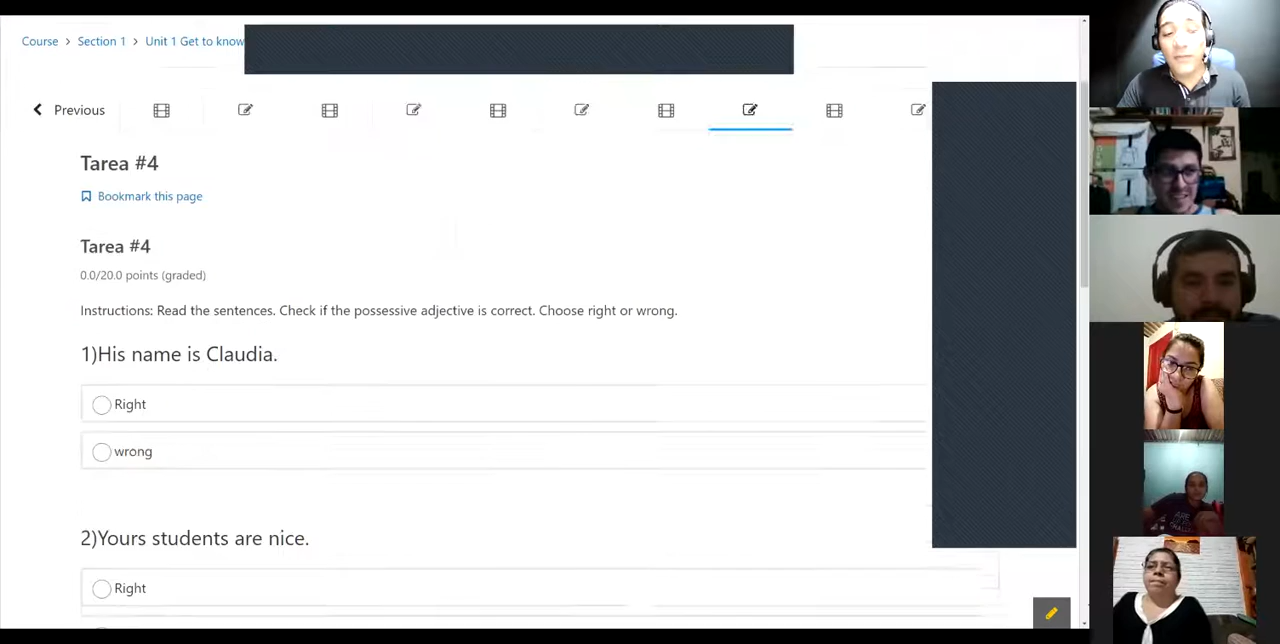 Course > Section 1 > Unit 1 Get to know
Previous
Tarea #4
Bookmark this page
Tarea #4
0.0/20.0 points (graded)
Instructions: Read the sentences. Check if the possessive adjective is correct. Choose right or wrong.
1)His name is Claudia.
Right
wrong
2)Yours students are nice.
Right